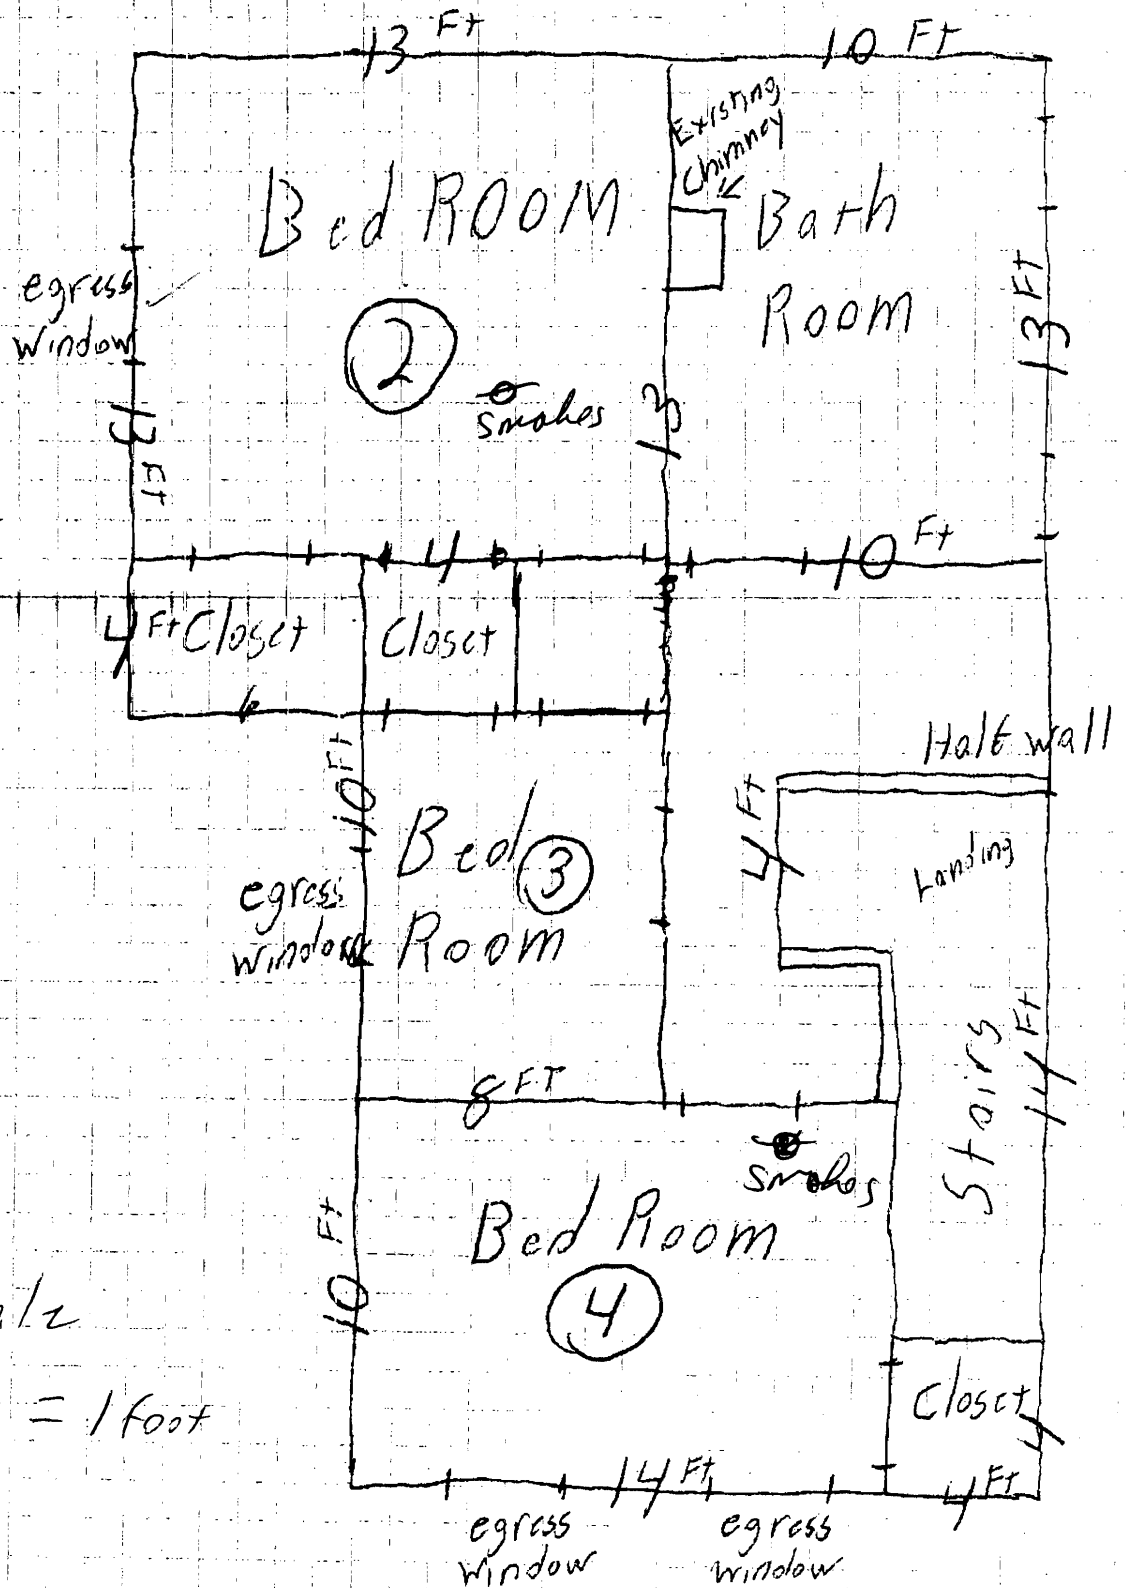 13 Ft
10 Ft
Existing
Chimney
Bed ROOM
Bath
Room
egress
window
2
smokes
13
13 Ft
13 Ft
4
10 Ft
4 Ft Closet
Closet
6
Half wall
10 Ft
4 Ft
Bed
3
Room
Landing
egress
window
Stairs
14 Ft
8 FT
smokes
Bed Room
4
10 Ft
= 1 foot
Closet
4
14 Ft
4 Ft
egress
window
egress
window